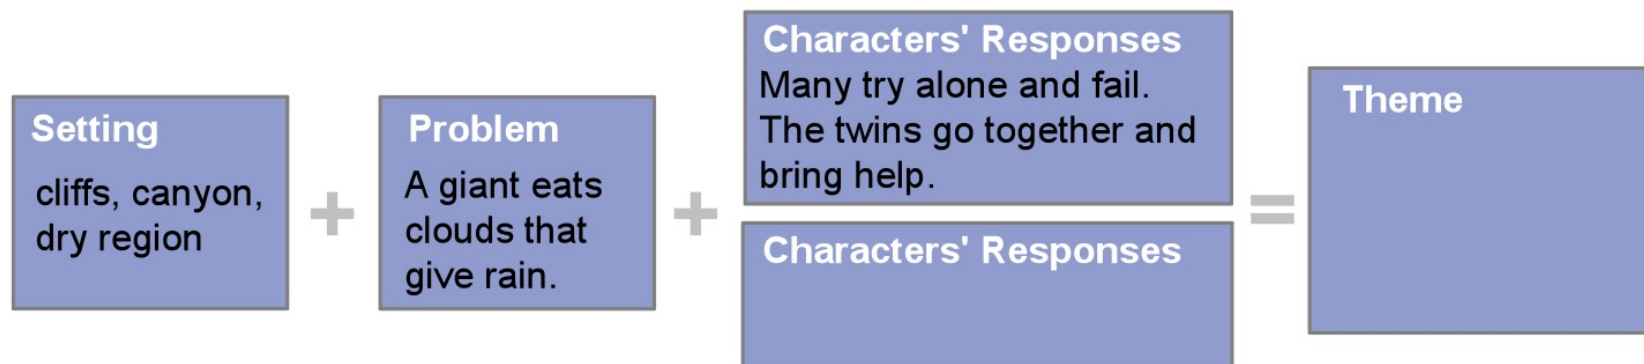 Setting
cliffs, canyon,
dry region
+
Problem
A giant eats
clouds that
give rain.
+
Characters' Responses
Many try alone and fail.
The twins go together and
bring help.
Characters' Responses
=
Theme